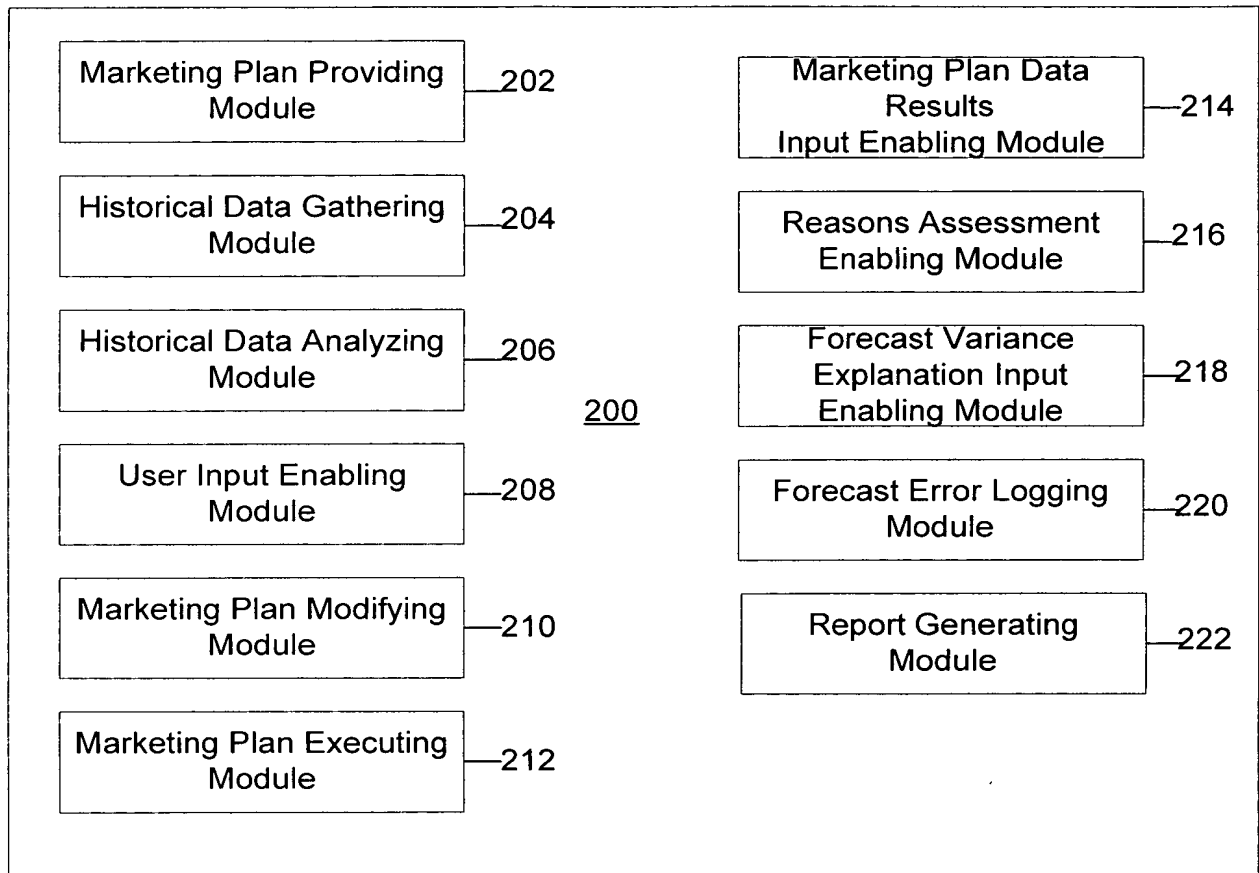 Marketing Plan Providing
Module
202
Historical Data Gathering
Module
204
Historical Data Analyzing
Module
206
User Input Enabling
Module
208
Marketing Plan Modifying
Module
210
Marketing Plan Executing
Module
212
200
Marketing Plan Data
Results
Input Enabling Module
214
Reasons Assessment
Enabling Module
216
Forecast Variance
Explanation Input
Enabling Module
218
Forecast Error Logging
Module
220
Report Generating
Module
222